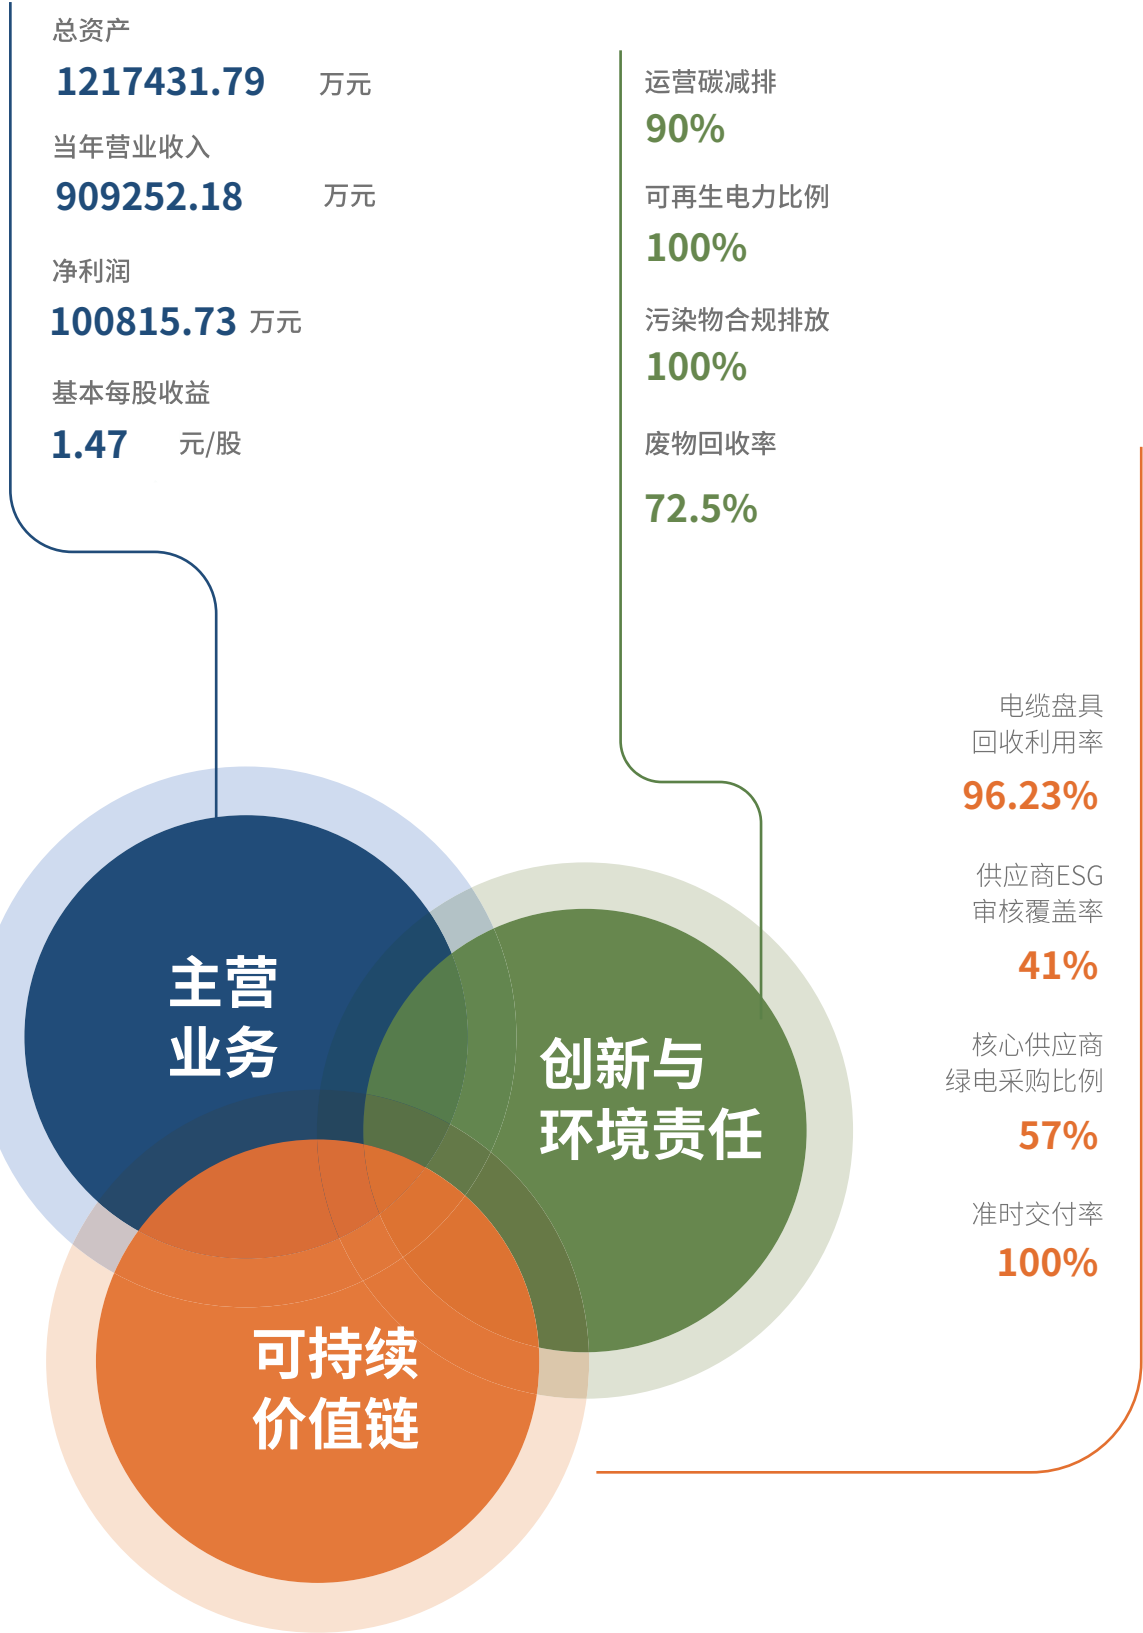 总资产
1217431.79 万元
当年营业收入
909252.18 万元
净利润
100815.73 万元
基本每股收益
1.47 元/股
运营碳减排
90%
可再生电力比例
100%
污染物合规排放
100%
废物回收率
72.5%
电缆盘具
回收利用率
96.23%
供应商ESG
审核覆盖率
41%
核心供应商
绿电采购比例
57%
准时交付率
100%
主营
业务
创新与
环境责任
可持续
价值链